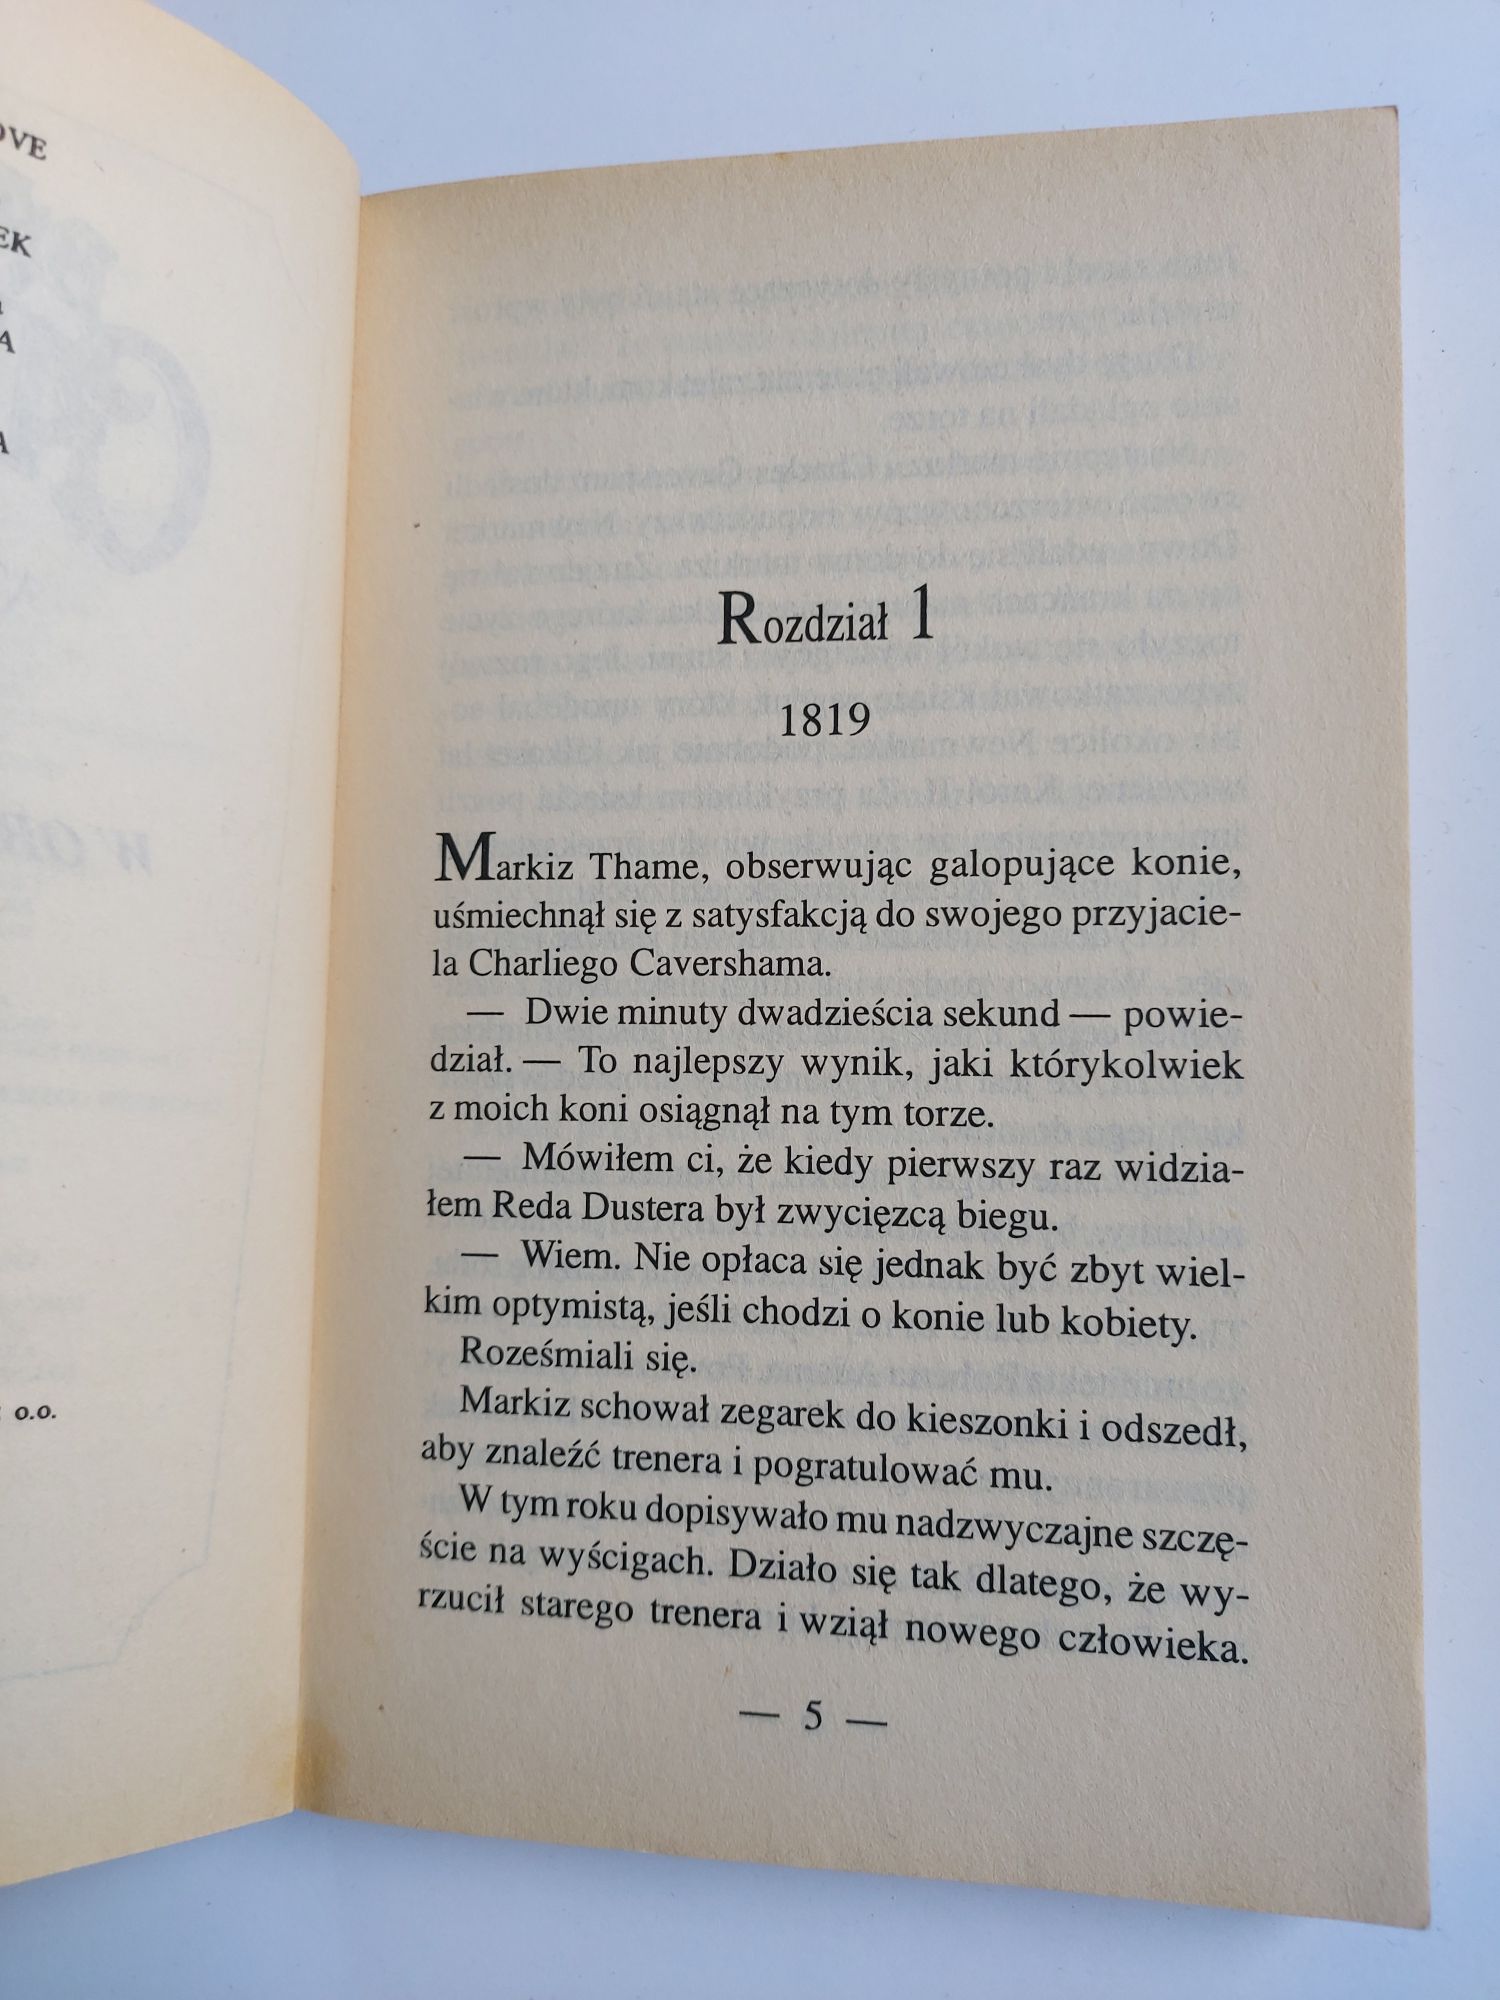 OVE
EK
A
A
o.o.
Rozdział 1
1819
Markiz Thame, obserwując galopujące konie,
uśmiechnął się z satysfakcją do swojego przyjacie-
la Charliego Cavershama.
— Dwie minuty dwadzieścia sekund — powie-
dział. — To najlepszy wynik, jaki którykolwiek
z moich koni osiągnął na tym torze.
— Mówiłem ci, że kiedy pierwszy raz widzia-
łem Reda Dustera był zwycięzcą biegu.
— Wiem. Nie opłaca się jednak być zbyt wiel-
kim optymistą, jeśli chodzi o konie lub kobiety.
Roześmiali się.
Markiz schował zegarek do kieszonki i odszedł,
aby znaleźć trenera i pogratulować mu.
W tym roku dopisywało mu nadzwyczajne szczę-
ście na wyścigach. Działo się tak dlatego, że wy-
rzucił starego trenera i wziął nowego człowieka.
— 5 —